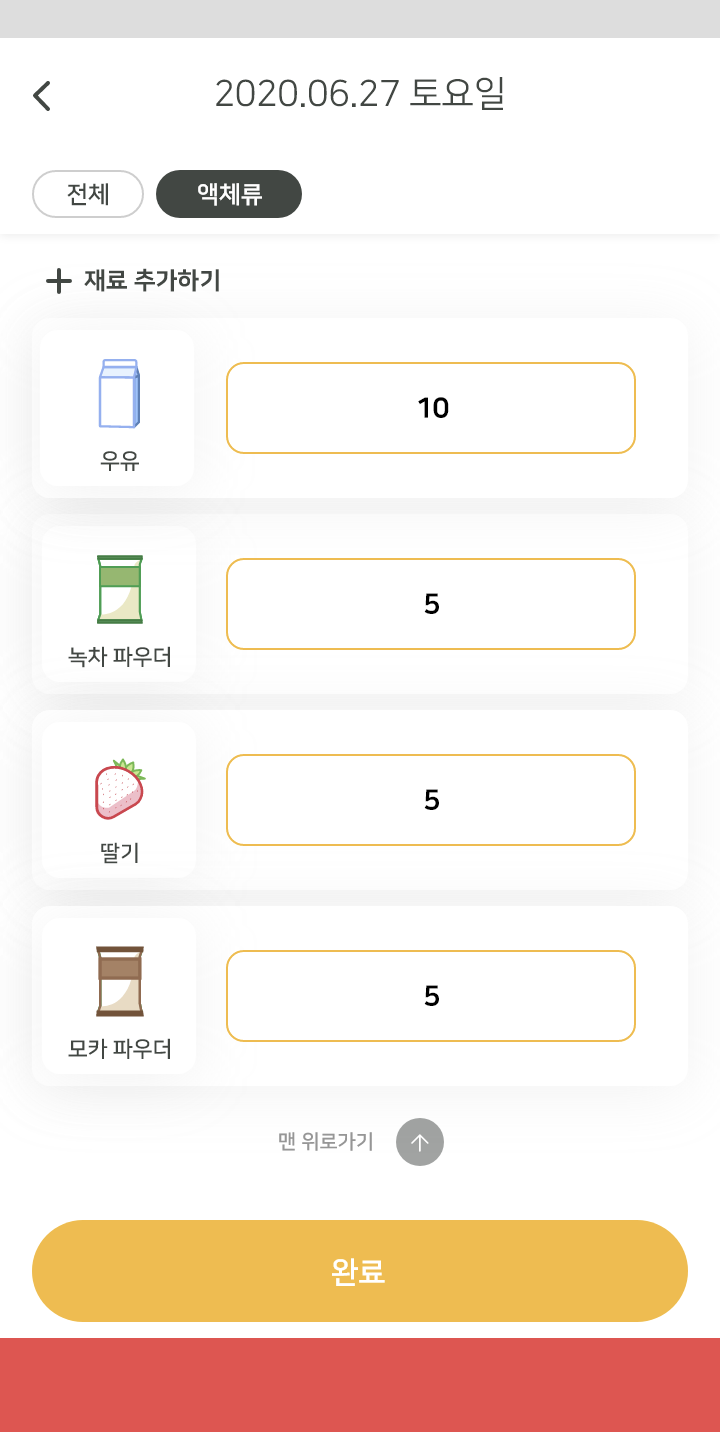 2020.06.27 토요일
전체 액체류
재료 추가하기
10
우유
5
녹차 파우더
5
딸기
5
모카 파우더
맨 위로가기
완료